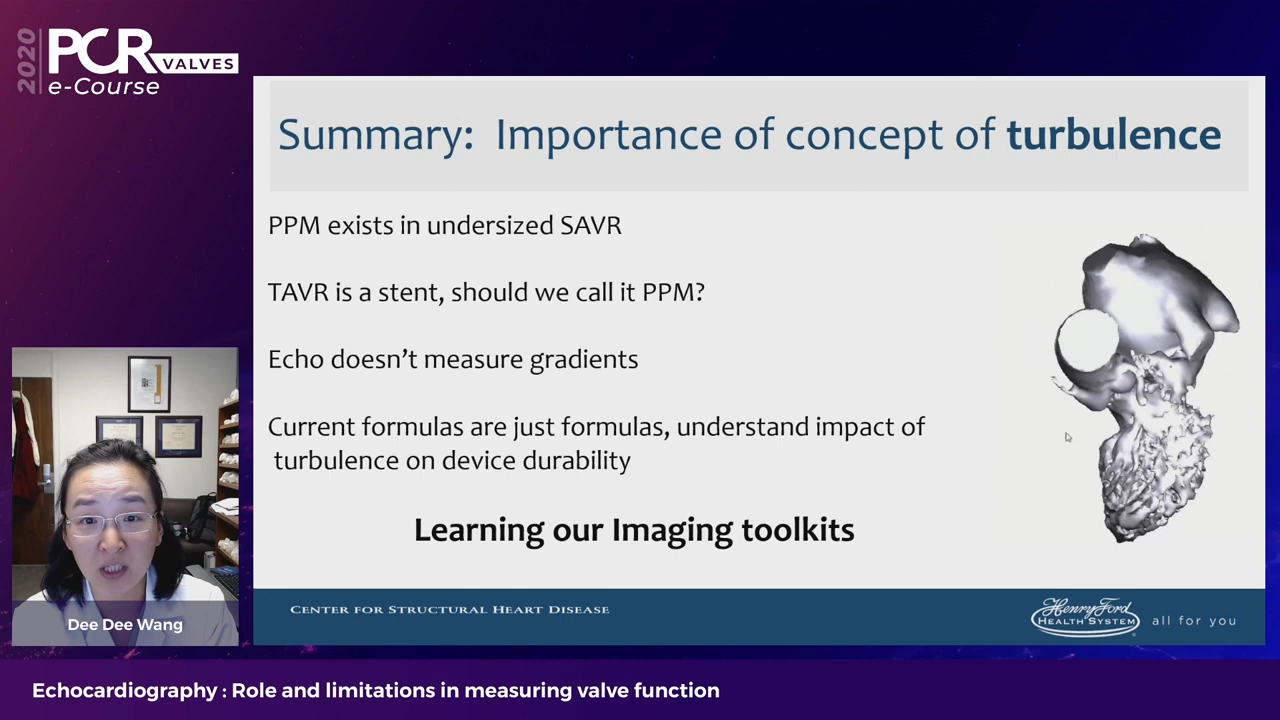 2020
PCR
VALVES
e-Course
Summary: Importance of concept of turbulence
PPM exists in undersized SAVR
TAVR is a stent, should we call it PPM?
Echo doesn’t measure gradients
Current formulas are just formulas, understand impact of
turbulence on device durability
Learning our Imaging toolkits
CENTER FOR STRUCTURAL HEART DISEASE
Henry Ford
HEALTH SYSTEM
®
all for you
Dee Dee Wang
Echocardiography : Role and limitations in measuring valve function